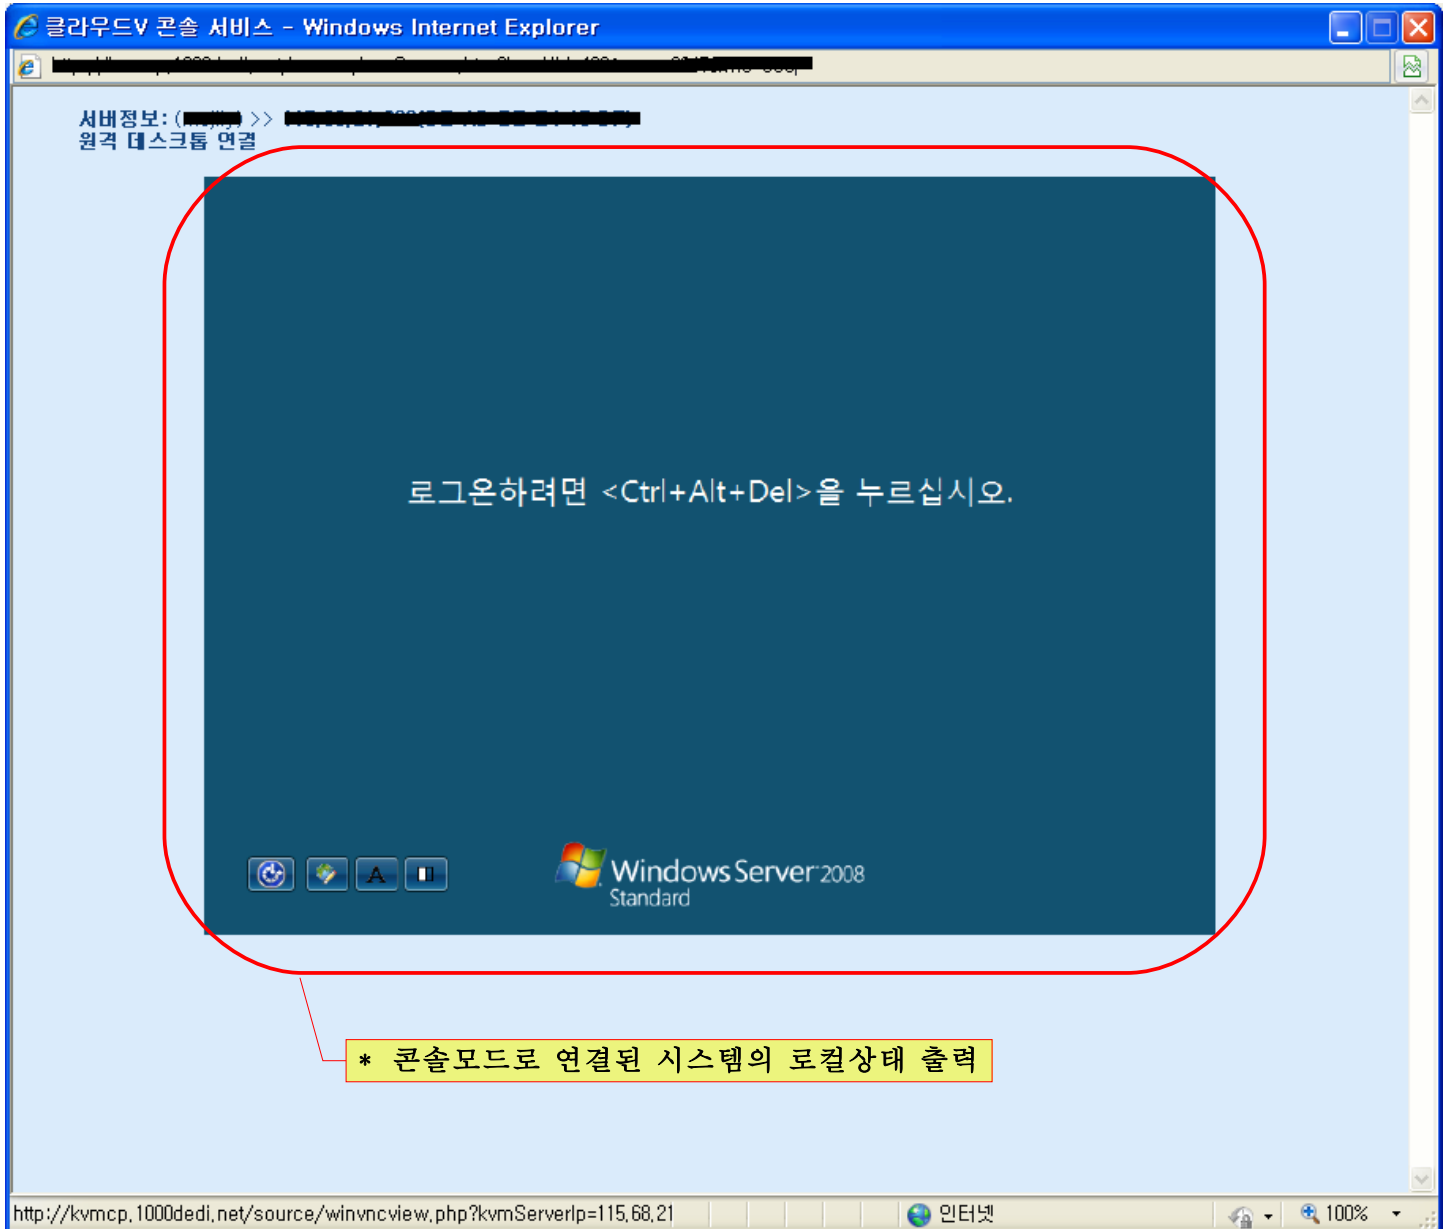 클라우드V 콘솔 서비스 - Windows Internet Explorer
서버정보: ( ) >>
원격 데스크톱 연결
로그온하려면 <Ctrl+Alt+Del>을 누르십시오.
A
Windows Server 2008
Standard
* 콘솔모드로 연결된 시스템의 로컬상태 출력
http://kvmcp,1000dedi,net/source/winvncview,php?kvmServerIp=115,68,21
인터넷
100%